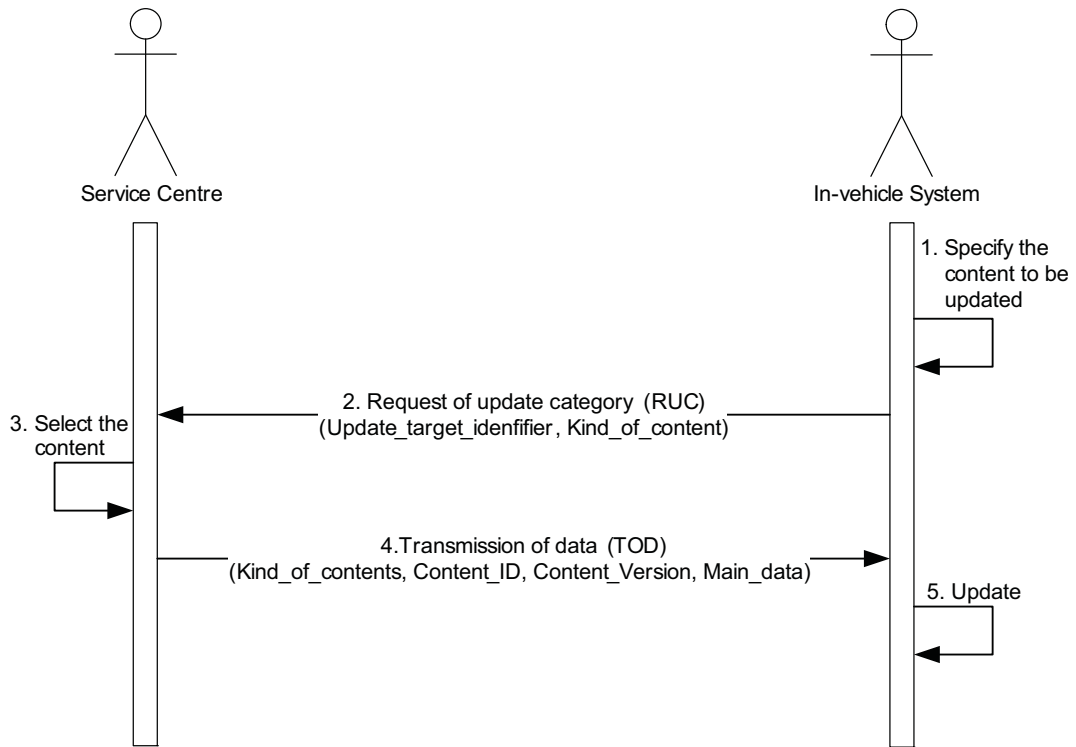 Service Centre
In-vehicle System
1. Specify the
content to be
updated
2. Request of update category (RUC)
(Update_target_idenfifier, Kind_of_content)
3. Select the
content
4.Transmission of data (TOD)
(Kind_of_contents, Content_ID, Content_Version, Main_data)
5. Update